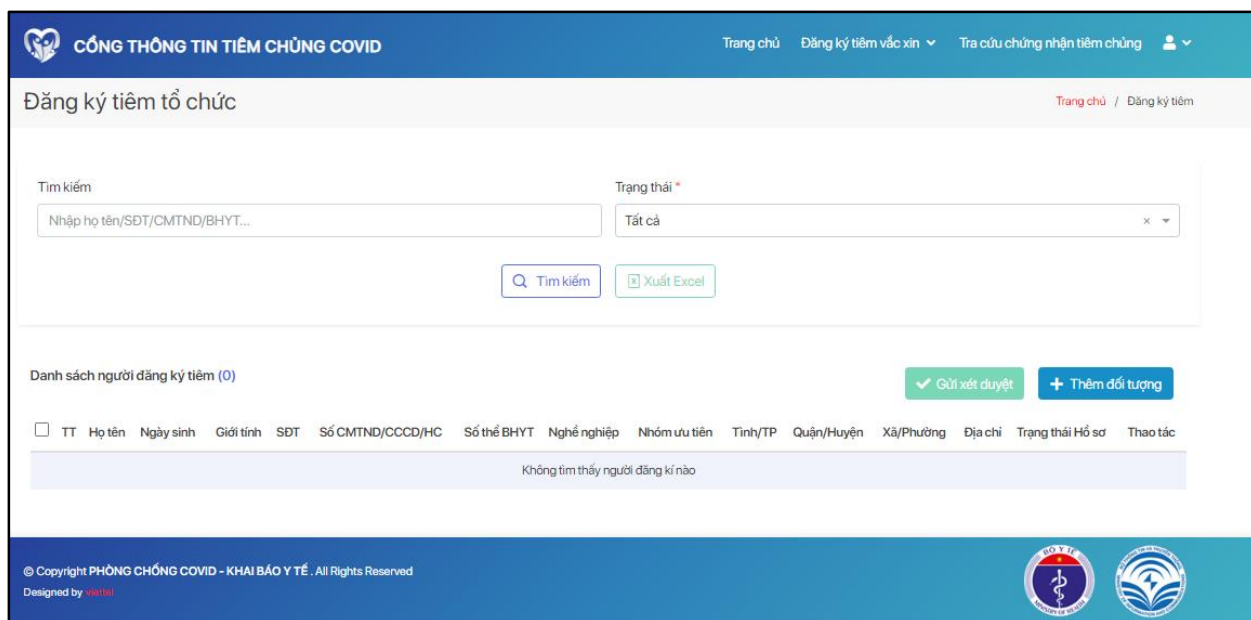 CỔNG THÔNG TIN TIÊM CHỦNG COVID
Trang chủ Đăng ký tiêm vắc xin Tra cứu chứng nhận tiêm chủng
Đăng ký tiêm tổ chức
Trang chủ / Đăng ký tiêm
Tìm kiếm Trạng thái *
Nhập họ tên/SĐT/CMTND/BHYT... Tất cả ×
Tìm kiếm Xuất Excel
Danh sách người đăng ký tiêm (0)
Gửi xét duyệt + Thêm đối tượng
TT Họ tên Ngày sinh Giới tính SĐT Số CMTND/CCCD/HC Số thẻ BHYT Nghề nghiệp Nhóm ưu tiên Tỉnh/TP Quận/Huyện Xã/Phường Địa chỉ Trạng thái Hồ sơ Thao tác
Không tìm thấy người đăng kí nào
© Copyright PHÒNG CHỐNG COVID - KHAI BÁO Y TẾ . All Rights Reserved
Designed by viettel
BỘ Y TẾ
MINISTRY OF HEALTH